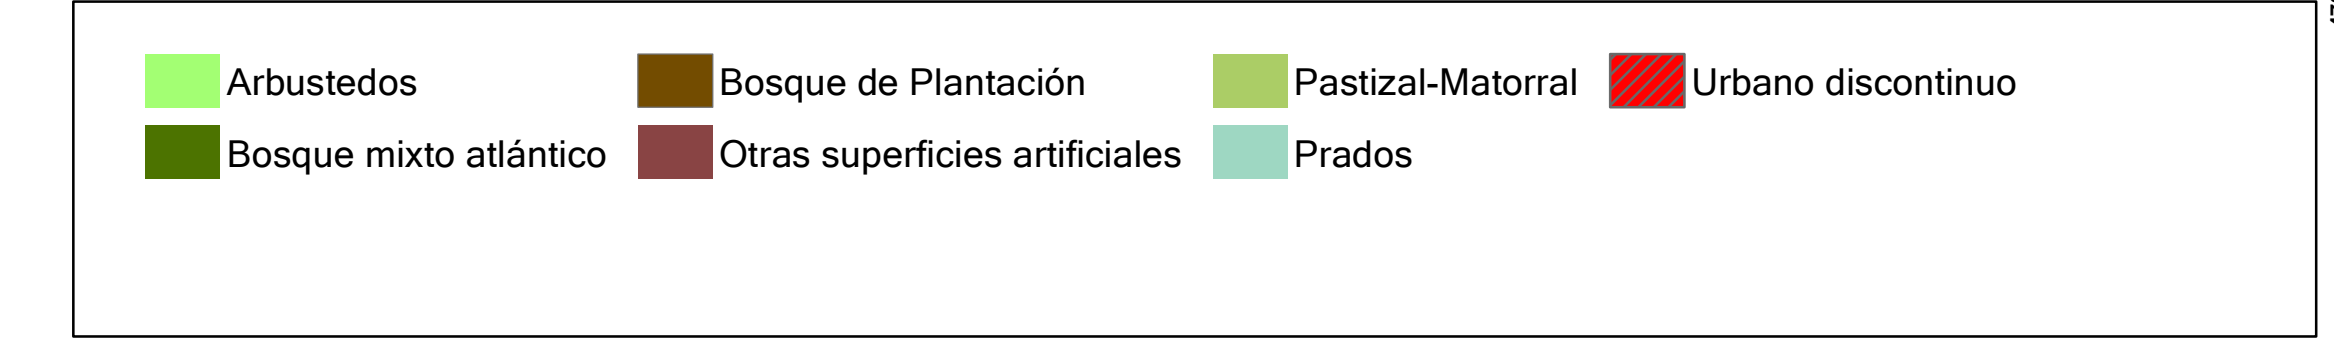 Arbustedos
Bosque de Plantación
Pastizal-Matorral
Urbano discontinuo
Bosque mixto atlántico
Otras superficies artificiales
Prados